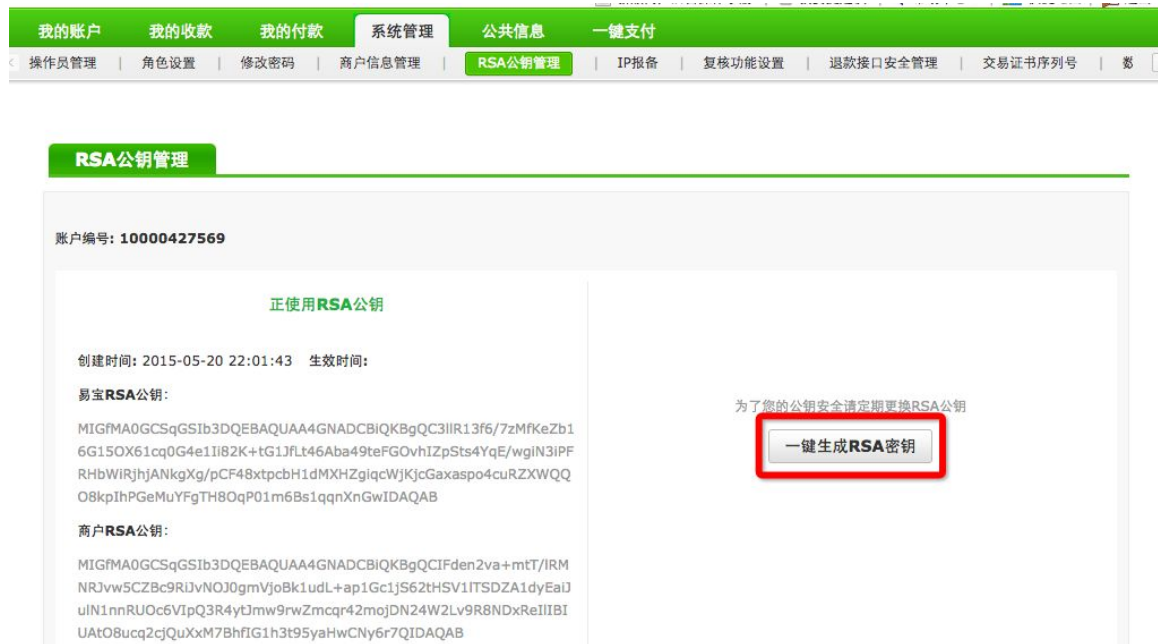 我的账户 我的收款 我的付款 系统管理 公共信息 一键支付
操作员管理 | 角色设置 | 修改密码 | 商户信息管理 | RSA公钥管理 | IP报备 | 复核功能设置 | 退款接口安全管理 | 交易证书序列号 |
RSA公钥管理
账户编号: 10000427569
正使用RSA公钥
创建时间: 2015-05-20 22:01:43 生效时间:
易宝RSA公钥:
MIGfMA0GCSqGSIb3DQEBAQUAA4GNADCBiQKBgQC3llR13f6/7zMfKeZb1
6G15OX61cq0G4e1Ii82K+tG1JfLt46Aba49teFGOvhIZpSts4YqE/wgiN3iPF
RHbWiRjhjANkgXg/pCF48xtpcbH1dMXHZgiqcWjKjcGaxaspo4cuRZXWQQ
O8kpIhPGeMuYFgTH8OqP01m6Bs1qqnXnGwIDAQAB
商户RSA公钥:
MIGfMA0GCSqGSIb3DQEBAQUAA4GNADCBiQKBgQCIFden2va+mtT/lRM
NRJvw5CZBc9RiJvNOJ0gmVjoBk1udL+ap1Gc1jS62tHSV1lTSDZA1dyEaiJ
ulN1nnRUOc6VIpQ3R4ytJmw9rwZmcqr42mojDN24W2Lv9R8NDxReIlIBI
UAtO8ucq2cjQuXxM7BhfIG1h3t95yaHwCNy6r7QIDAQAB
为了您的公钥安全请定期更换RSA公钥
一键生成RSA密钥